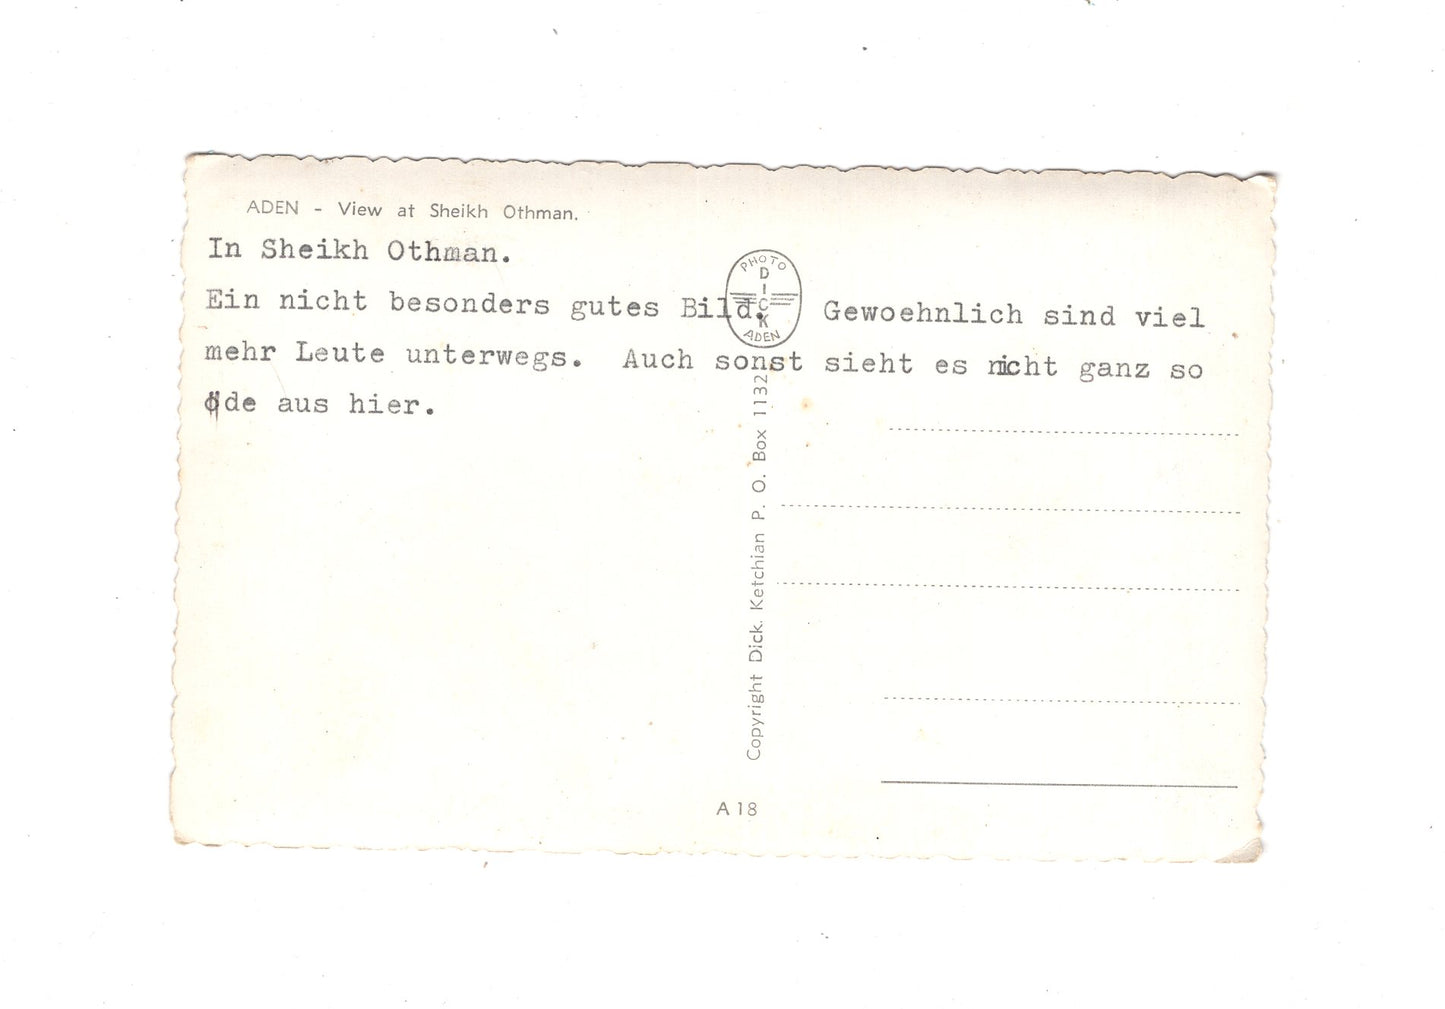 ADEN - View at Sheikh Othman.
In Sheikh Othman.
Ein nicht besonders gutes Bild.   Gewoehnlich sind viel
mehr Leute unterwegs.  Auch sonst sieht es nicht ganz so
öde aus hier.
PHOTO
DICK
ADEN
Copyright Dick. Ketchian P. O. Box 1132
A 18